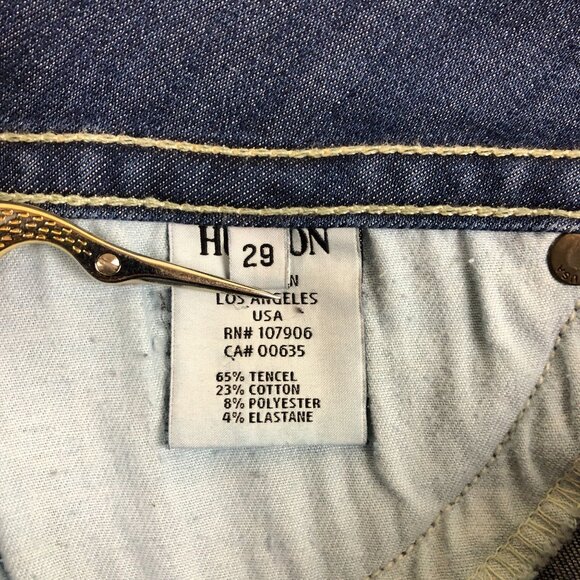 29
LOS ANGELES
USA
RN# 107906
CA# 00635
65% TENCEL
23% COTTON
8% POLYESTER
4% ELASTANE